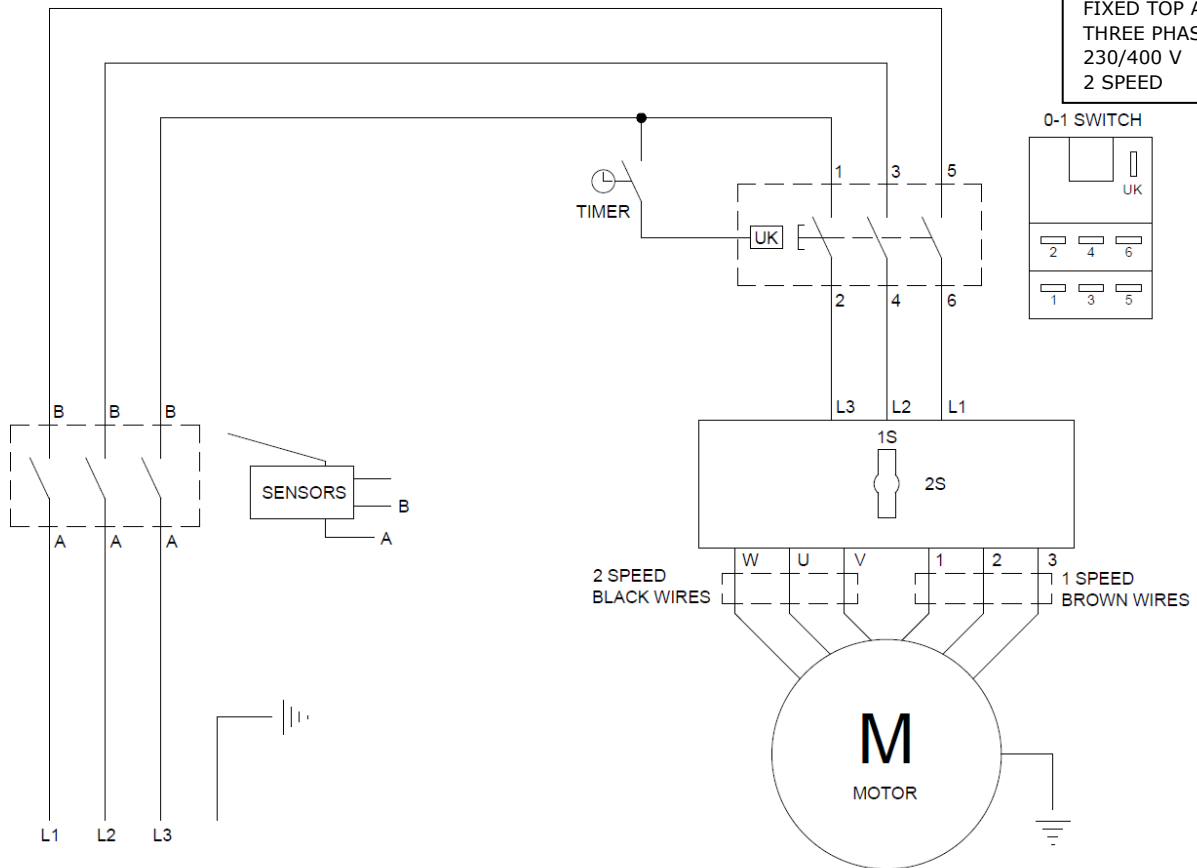 FIXED TOP A
THREE PHAS
230/400 V
2 SPEED
0-1 SWITCH
UK
2 4 6
1 3 5
TIMER
UK
1 3 5
2 4 6
B B B
A A A
SENSORS
B
A
L3 L2 L1
1S
2S
W U V 1 2 3
2 SPEED
BLACK WIRES
1 SPEED
BROWN WIRES
M
MOTOR
L1 L2 L3